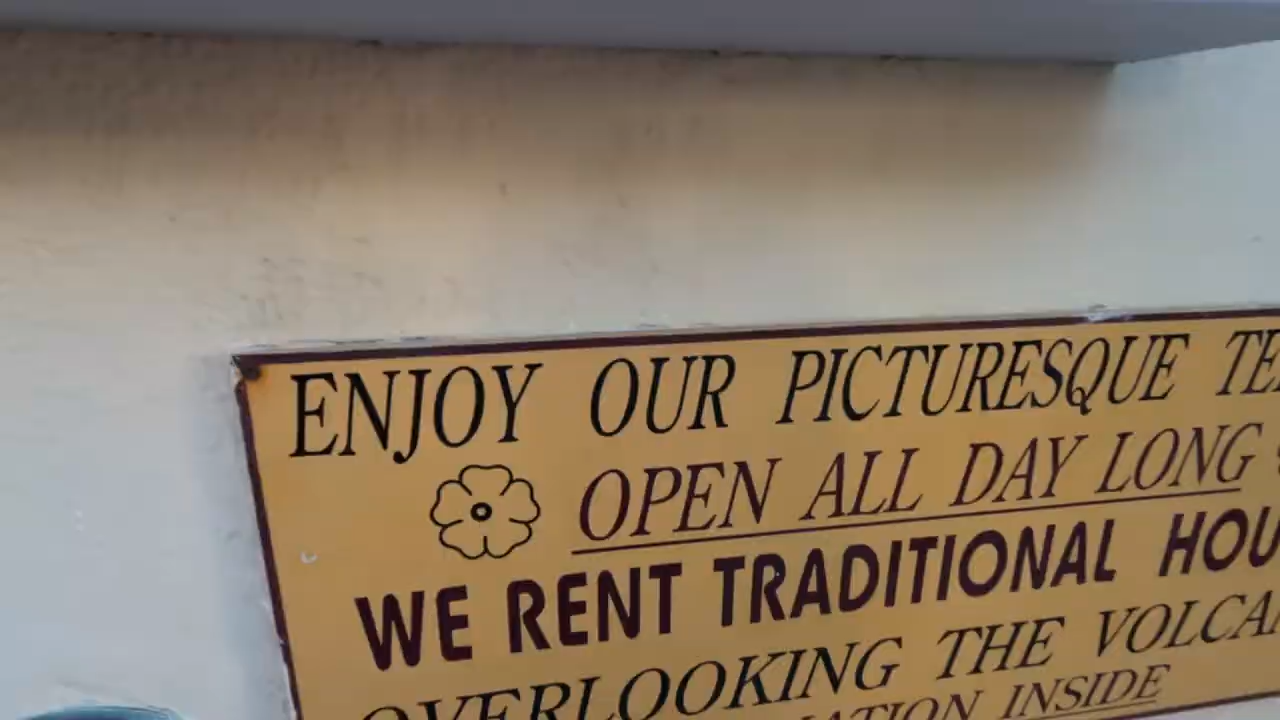 ENJOY OUR PICTURESQUE
OPEN ALL DAY LONG
WE RENT TRADITIONAL
OVERLOOKING THE
INSIDE